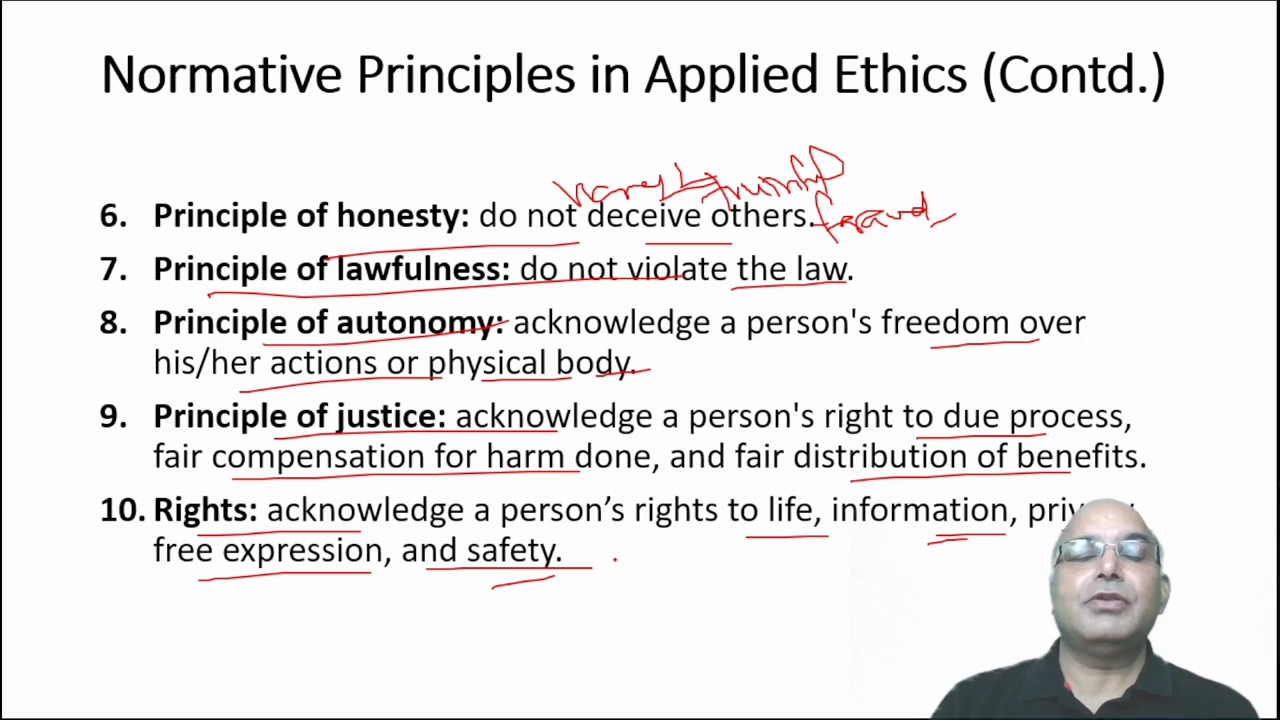 Normative Principles in Applied Ethics (Contd.)
honest truthful
6. Principle of honesty: do not deceive others. fraud
7. Principle of lawfulness: do not violate the law.
8. Principle of autonomy: acknowledge a person's freedom over
his/her actions or physical body.
9. Principle of justice: acknowledge a person's right to due process,
fair compensation for harm done, and fair distribution of benefits.
10. Rights: acknowledge a person’s rights to life, information,
free expression, and safety.